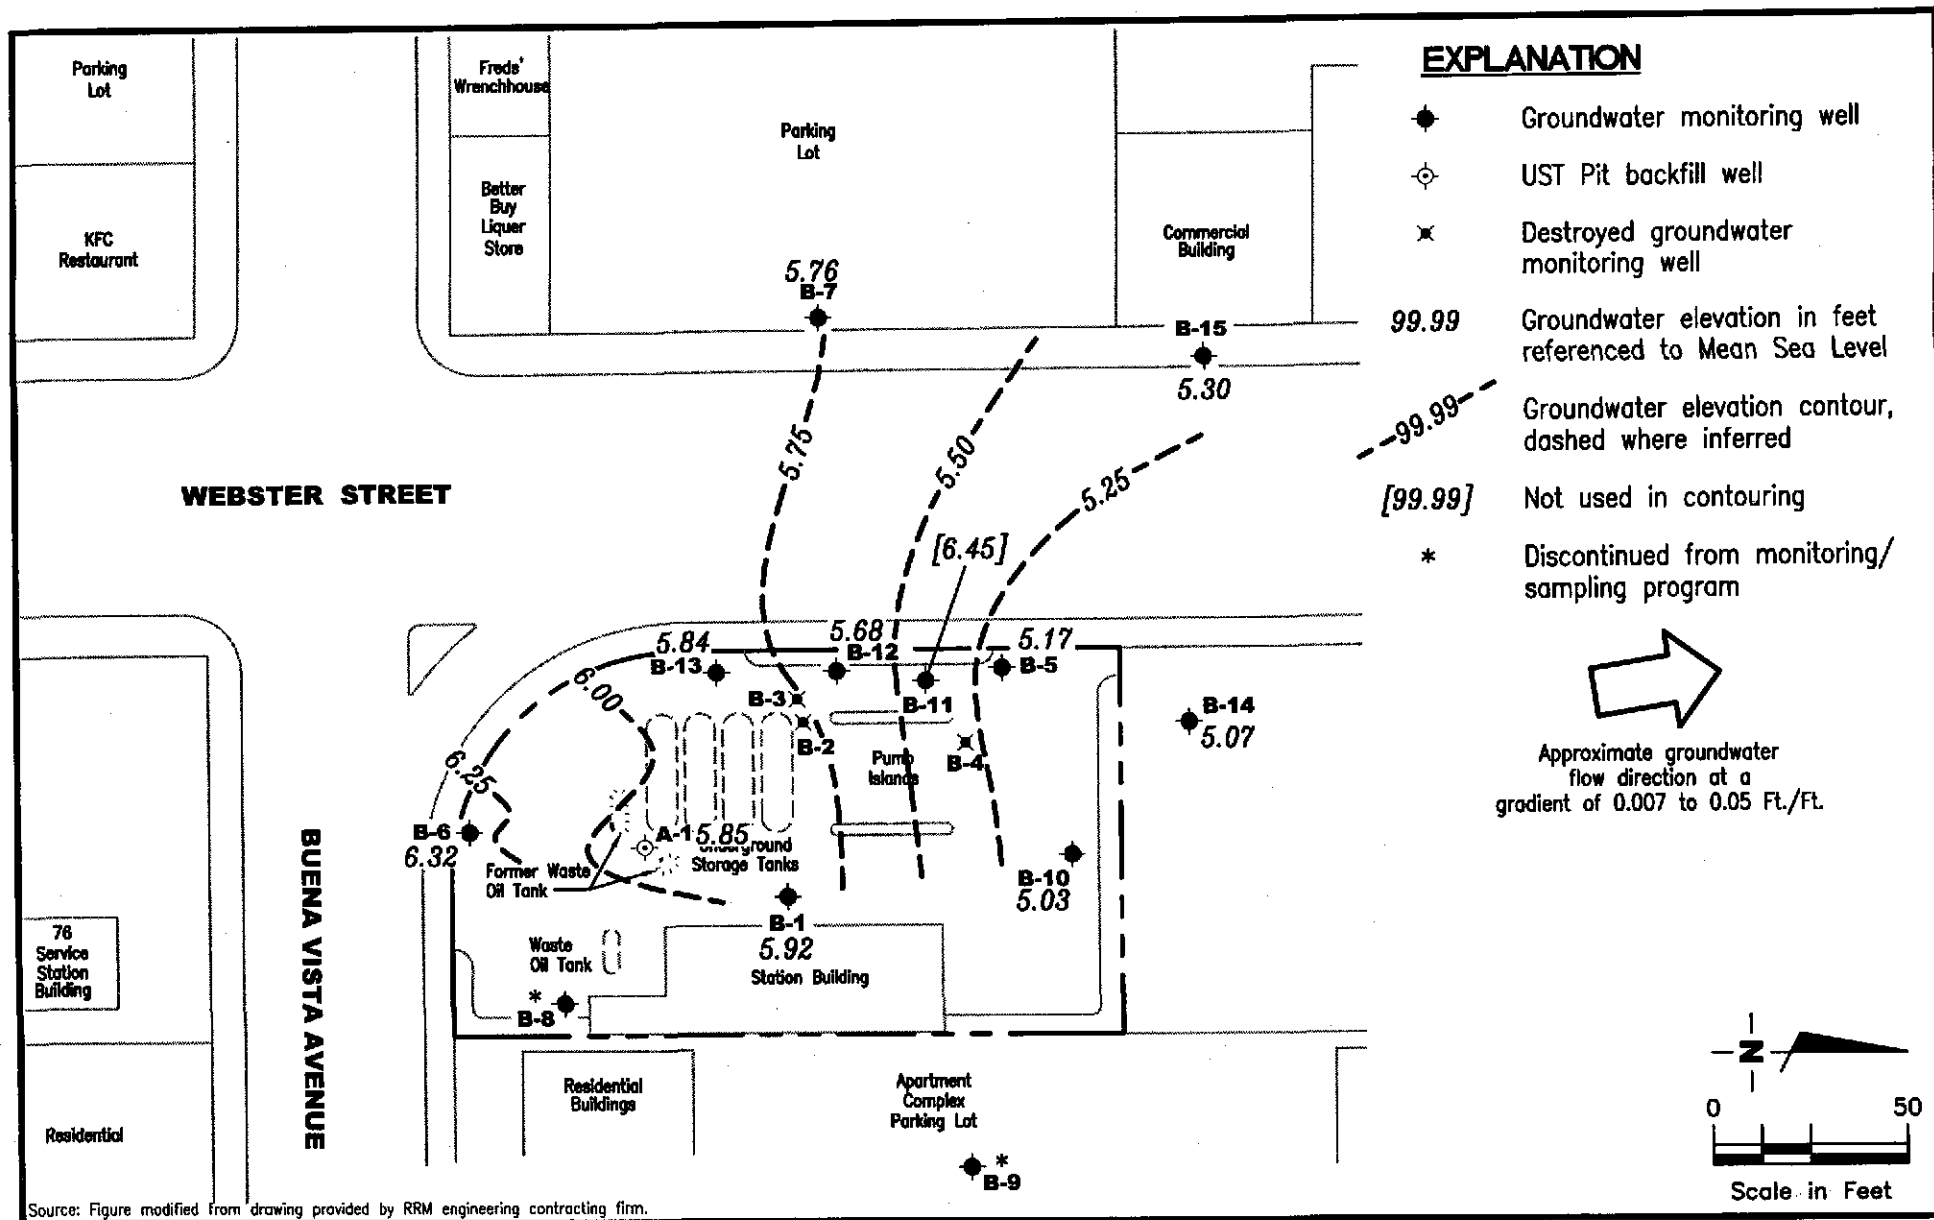 Parking
Lot
KFC
Restaurant
Freds'
Wrenchhouse
Better
Buy
Liquer
Store
Parking
Lot
Commercial
Building
5.76
B-7
B-15
5.30
5.75
5.50
5.25
WEBSTER STREET
[6.45]
5.84
B-13
5.68
B-12
5.17
B-5
6.00
B-3
B-2
B-11
B-4
B-14
5.07
Pump
Islands
6.25
B-6
6.32
A-1
5.85
Underground
Storage Tanks
Former Waste
Oil Tank
B-10
5.03
B-1
5.92
Station Building
Waste
Oil Tank
*
B-8
BUENA VISTA AVENUE
76
Service
Station
Building
Residential
Residential
Buildings
Apartment
Complex
Parking Lot
*
B-9
EXPLANATION
Groundwater monitoring well
UST Pit backfill well
Destroyed groundwater
monitoring well
99.99 Groundwater elevation in feet
referenced to Mean Sea Level
99.99 Groundwater elevation contour,
dashed where inferred
[99.99] Not used in contouring
* Discontinued from monitoring/
sampling program
Approximate groundwater
flow direction at a
gradient of 0.007 to 0.05 Ft./Ft.
N
0 50
Scale in Feet
Source: Figure modified from drawing provided by RRM engineering contracting firm.